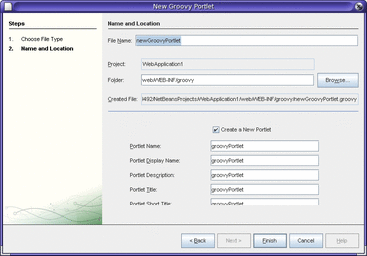 New Groovy Portlet
Steps
1. Choose File Type
2. Name and Location
Name and Location
File Name: newGroovyPortlet
Project: WebApplication1
Folder: web/WEB-INF/groovy Browse...
Created File: l492/NetBeansProjects/WebApplication1/web/WEB-INF/groovy/newGroovyPortlet.groovy
Create a New Portlet
Portlet Name: groovyPortlet
Portlet Display Name: groovyPortlet
Portlet Description: groovyPortlet
Portlet Title: groovyPortlet
Portlet Short Title: groovyPortlet
< Back Next > Finish Cancel Help